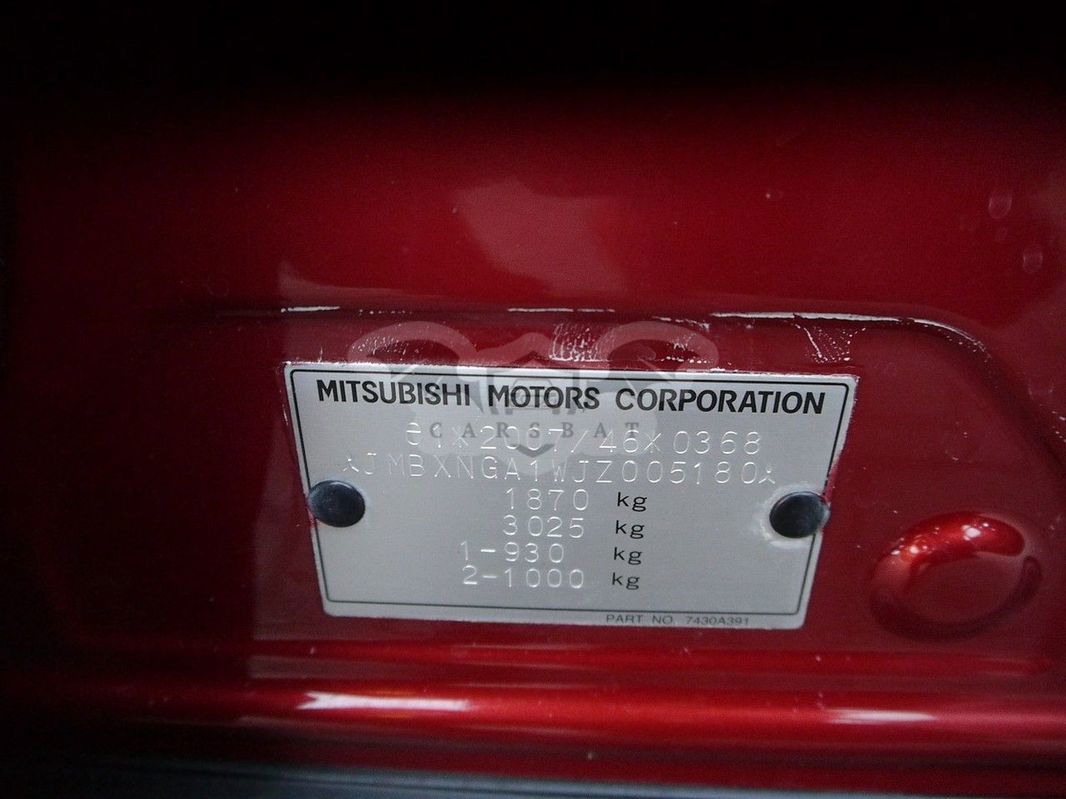 MITSUBISHI MOTORS CORPORATION
e1*2007/46*0368
*JMBXNGA1WJZ005180*
1870 kg
3025 kg
1-930 kg
2-1000 kg
PART NO. 7430A391
CARSBAT